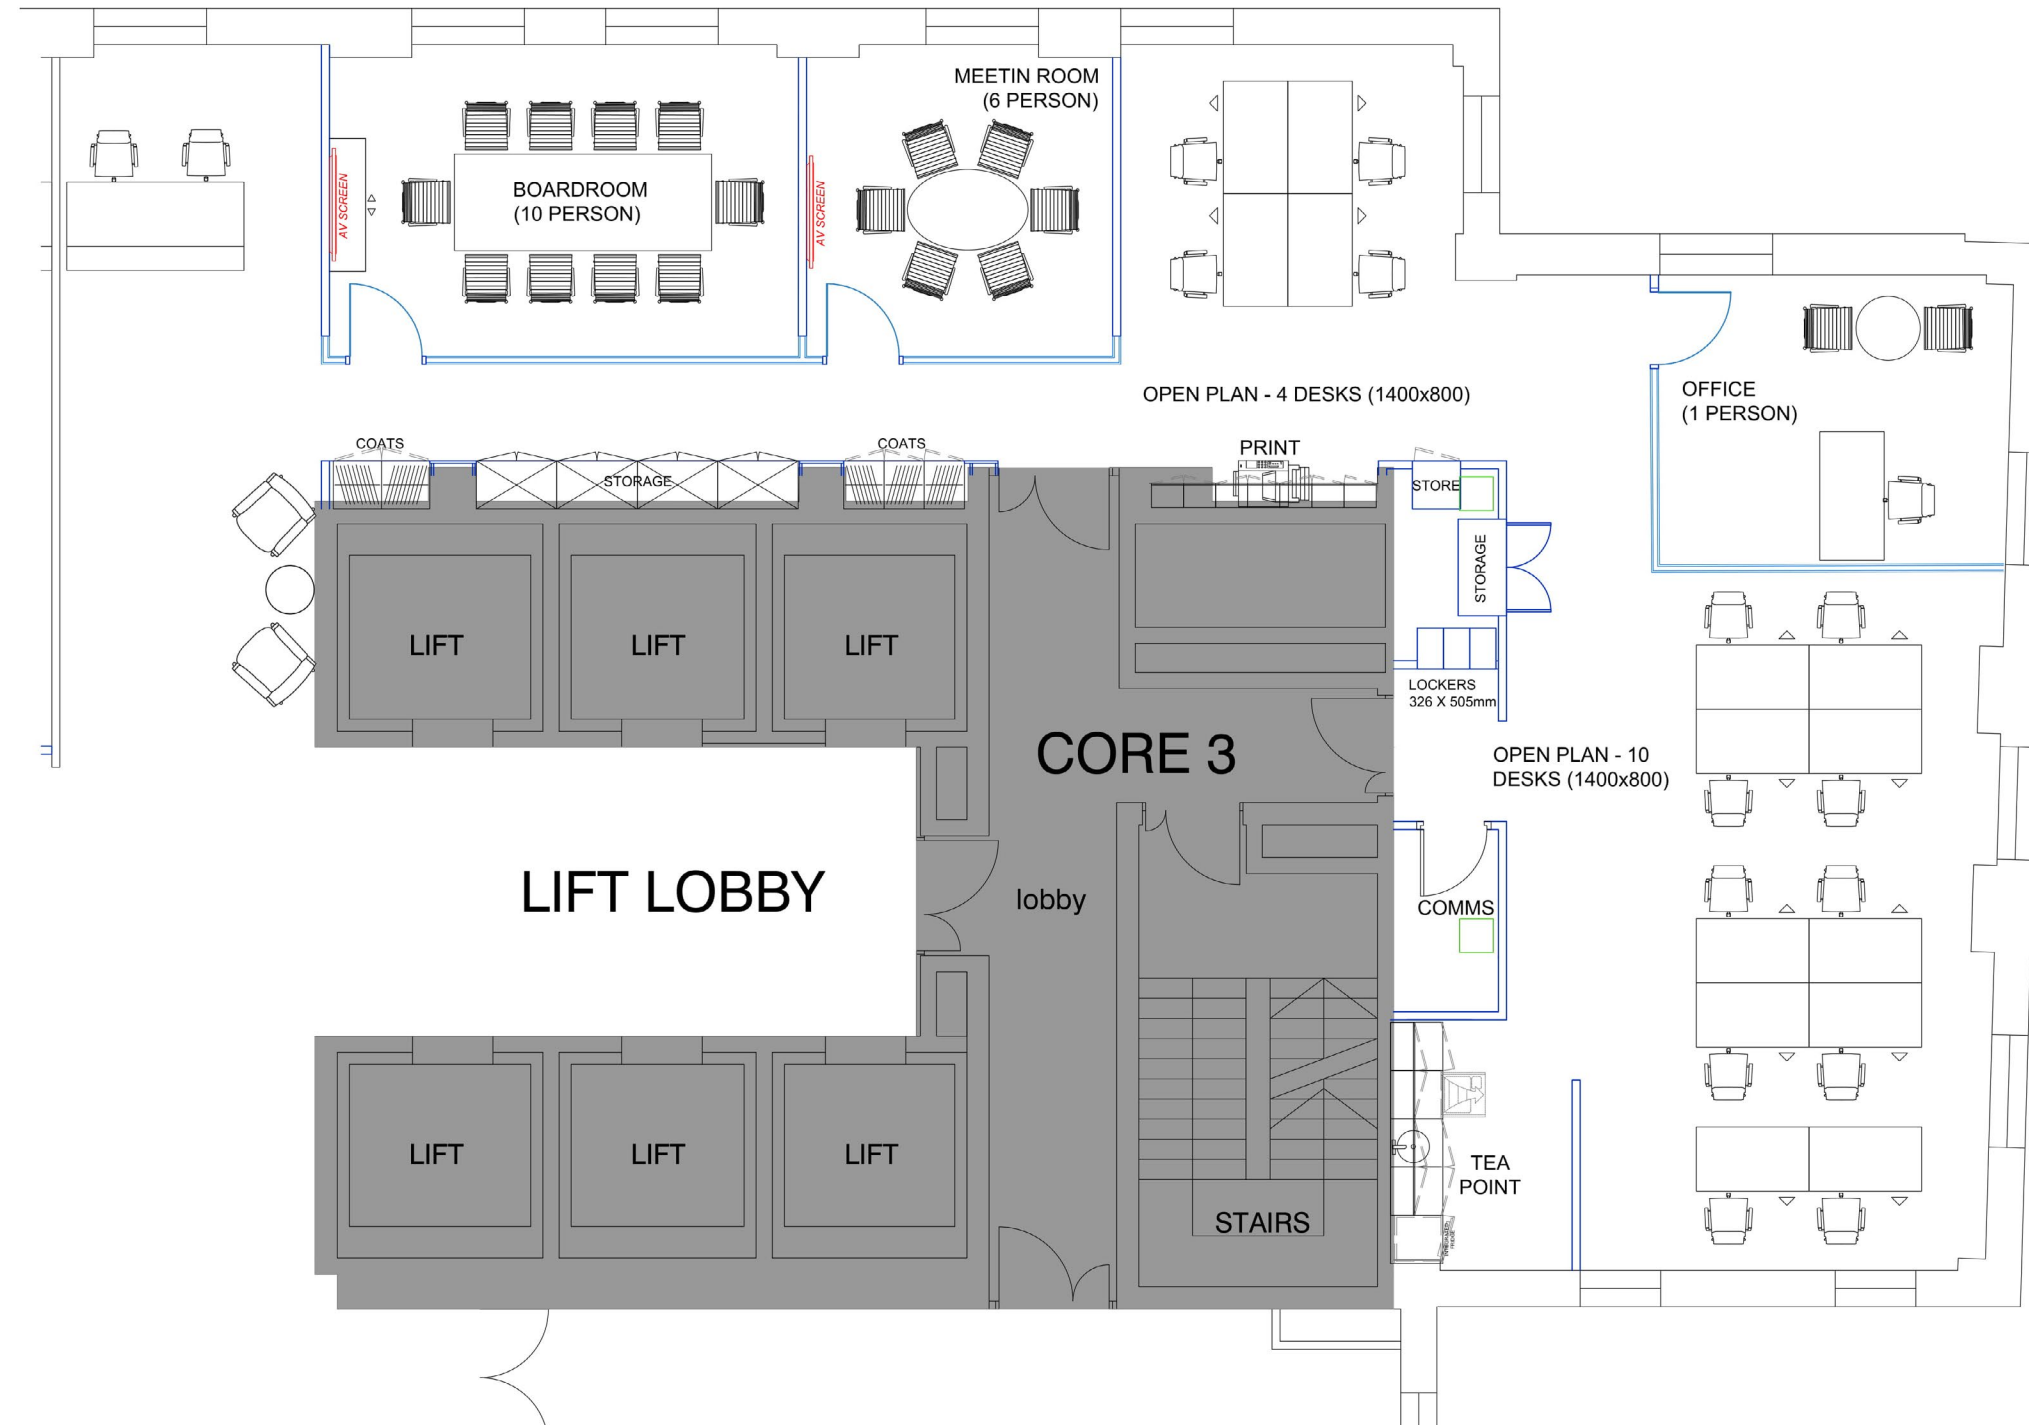 MEETIN ROOM
(6 PERSON)
BOARDROOM
(10 PERSON)
AV SCREEN
AV SCREEN
OPEN PLAN - 4 DESKS (1400x800)
OFFICE
(1 PERSON)
COATS
STORAGE
COATS
PRINT
STORE
STORAGE
LIFT
LIFT
LIFT
LOCKERS
326 X 505mm
CORE 3
OPEN PLAN - 10
DESKS (1400x800)
LIFT LOBBY
lobby
COMMS
LIFT
LIFT
LIFT
TEA
POINT
STAIRS